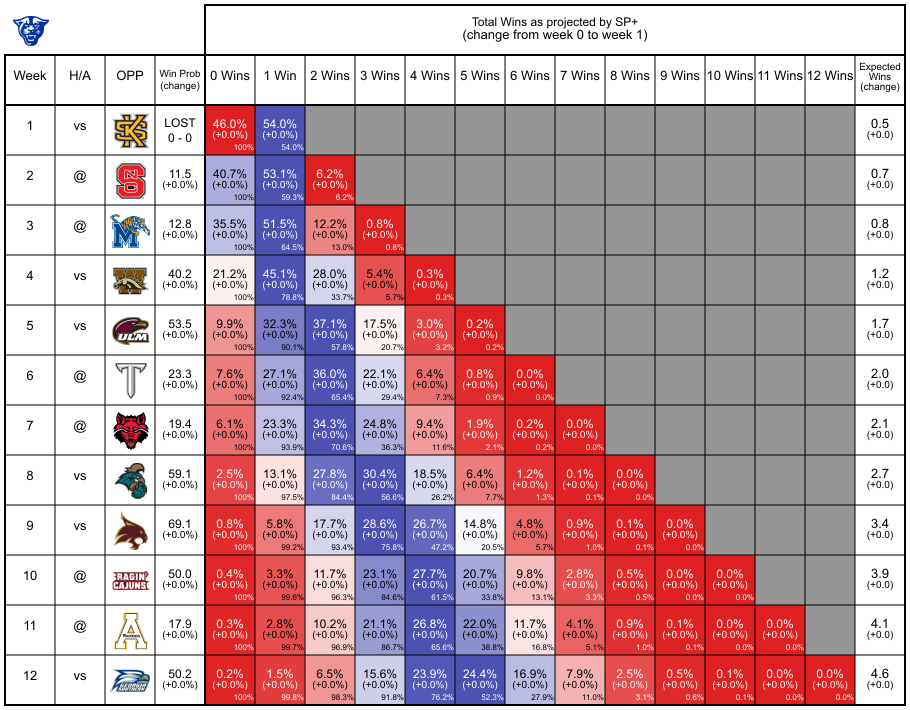 Total Wins as projected by SP+
(change from week 0 to week 1)
Week H/A OPP Win Prob (change) 0 Wins 1 Win 2 Wins 3 Wins 4 Wins 5 Wins 6 Wins 7 Wins 8 Wins 9 Wins 10 Wins 11 Wins 12 Wins Expected Wins (change)
1 vs KS LOST 46.0% 54.0% 0.5
0 - 0 (+0.0%) (+0.0%) (+0.0)
100% 54.0%
2 @ S 11.5 40.7% 53.1% 6.2% 0.7
(+0.0%) (+0.0%) (+0.0%) (+0.0%) (+0.0)
100% 59.3% 6.2%
3 @ M 12.8 35.5% 51.5% 12.2% 0.8% 0.8
(+0.0%) (+0.0%) (+0.0%) (+0.0%) (+0.0%) (+0.0)
100% 64.5% 13.0% 0.8%
4 vs W 40.2 21.2% 45.1% 28.0% 5.4% 0.3% 1.2
(+0.0%) (+0.0%) (+0.0%) (+0.0%) (+0.0%) (+0.0%) (+0.0)
100% 78.8% 33.7% 5.7% 0.3%
5 vs ULM 53.5 9.9% 32.3% 37.1% 17.5% 3.0% 0.2% 1.7
(+0.0%) (+0.0%) (+0.0%) (+0.0%) (+0.0%) (+0.0%) (+0.0%) (+0.0)
100% 90.1% 57.8% 20.7% 3.2% 0.2%
6 @ T 23.3 7.6% 27.1% 36.0% 22.1% 6.4% 0.8% 0.0% 2.0
(+0.0%) (+0.0%) (+0.0%) (+0.0%) (+0.0%) (+0.0%) (+0.0%) (+0.0%) (+0.0)
100% 92.4% 65.4% 29.4% 7.3% 0.9% 0.0%
7 @ 19.4 6.1% 23.3% 34.3% 24.8% 9.4% 1.9% 0.2% 0.0% 2.1
(+0.0%) (+0.0%) (+0.0%) (+0.0%) (+0.0%) (+0.0%) (+0.0%) (+0.0%) (+0.0%) (+0.0)
100% 93.9% 70.6% 36.3% 11.6% 2.1% 0.2% 0.0%
8 vs 59.1 2.5% 13.1% 27.8% 30.4% 18.5% 6.4% 1.2% 0.1% 0.0% 2.7
(+0.0%) (+0.0%) (+0.0%) (+0.0%) (+0.0%) (+0.0%) (+0.0%) (+0.0%) (+0.0%) (+0.0%) (+0.0)
100% 97.5% 84.4% 56.6% 26.2% 7.7% 1.3% 0.1% 0.0%
9 vs 69.1 0.8% 5.8% 17.7% 28.6% 26.7% 14.8% 4.8% 0.9% 0.1% 0.0% 3.4
(+0.0%) (+0.0%) (+0.0%) (+0.0%) (+0.0%) (+0.0%) (+0.0%) (+0.0%) (+0.0%) (+0.0%) (+0.0%) (+0.0)
100% 99.2% 93.4% 75.8% 47.2% 20.5% 5.7% 1.0% 0.1% 0.0%
10 @ RAGIN' CAJUNS 50.0 0.4% 3.3% 11.7% 23.1% 27.7% 20.7% 9.8% 2.8% 0.5% 0.0% 0.0% 3.9
(+0.0%) (+0.0%) (+0.0%) (+0.0%) (+0.0%) (+0.0%) (+0.0%) (+0.0%) (+0.0%) (+0.0%) (+0.0%) (+0.0%) (+0.0)
100% 99.6% 96.3% 84.6% 61.5% 33.8% 13.1% 3.3% 0.5% 0.0% 0.0%
11 @ A 17.9 0.3% 2.8% 10.2% 21.1% 26.8% 22.0% 11.7% 4.1% 0.9% 0.1% 0.0% 0.0% 4.1
(+0.0%) (+0.0%) (+0.0%) (+0.0%) (+0.0%) (+0.0%) (+0.0%) (+0.0%) (+0.0%) (+0.0%) (+0.0%) (+0.0%) (+0.0%) (+0.0)
100% 99.7% 96.9% 86.7% 65.6% 38.8% 16.8% 5.1% 1.0% 0.1% 0.0% 0.0%
12 vs GEORGIA SOUTHERN 50.2 0.2% 1.5% 6.5% 15.6% 23.9% 24.4% 16.9% 7.9% 2.5% 0.5% 0.1% 0.0% 0.0% 4.6
(+0.0%) (+0.0%) (+0.0%) (+0.0%) (+0.0%) (+0.0%) (+0.0%) (+0.0%) (+0.0%) (+0.0%) (+0.0%) (+0.0%) (+0.0%) (+0.0%) (+0.0)
100% 99.8% 98.3% 91.8% 76.2% 52.3% 27.9% 11.0% 3.1% 0.6% 0.1% 0.0% 0.0%